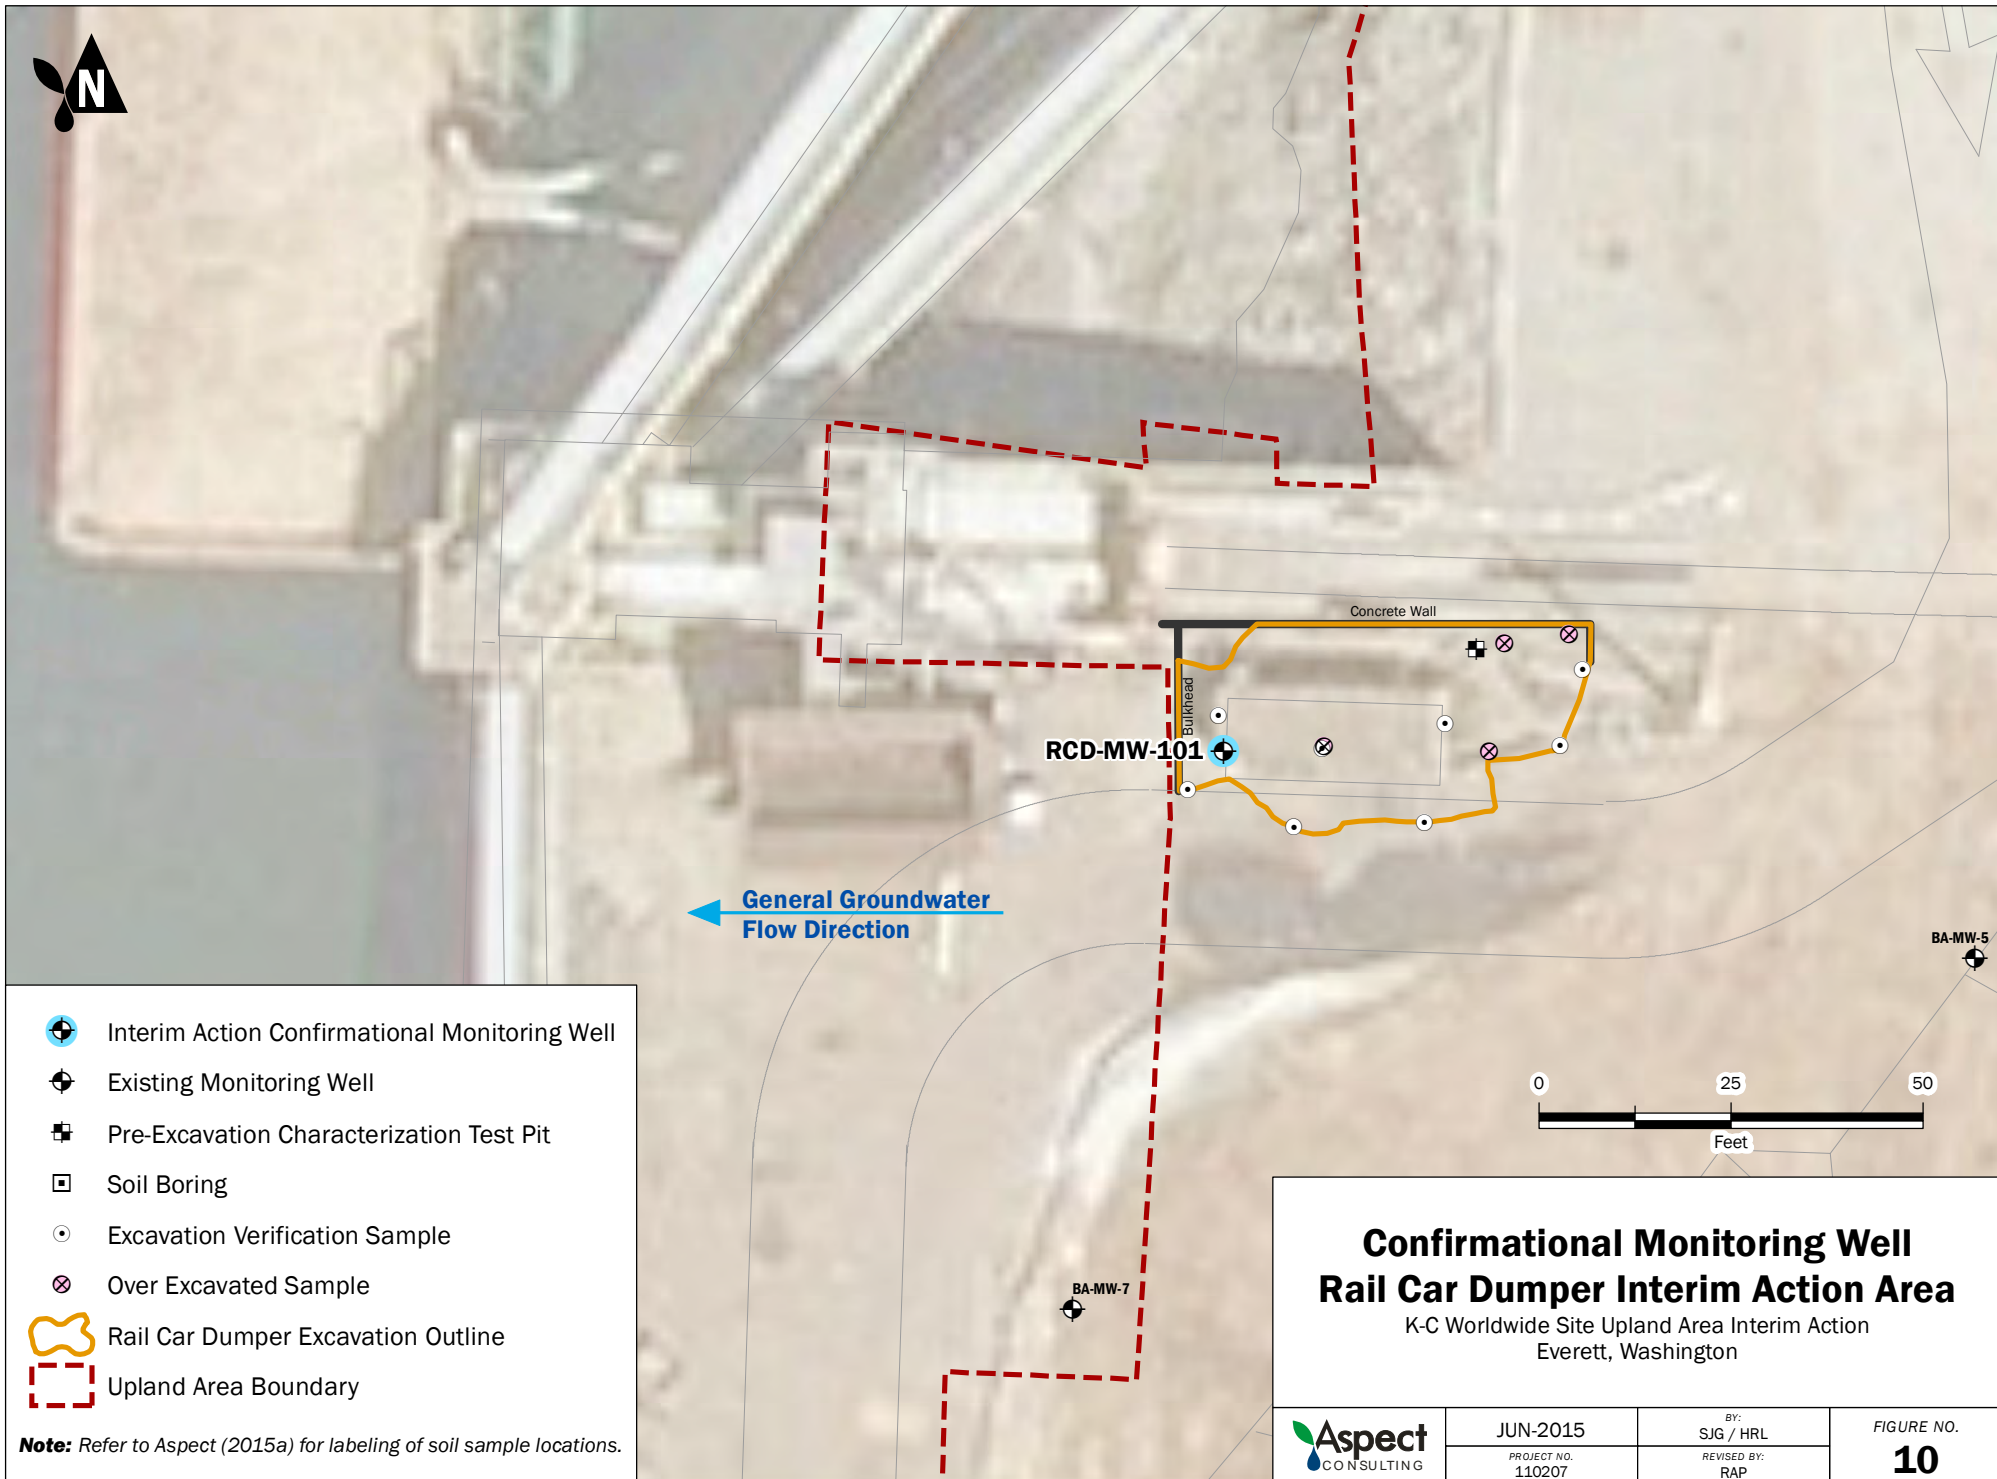 N
Concrete Wall
Bulkhead
RCD-MW-101
General Groundwater
Flow Direction
BA-MW-5
BA-MW-7
0 25 50
Feet
Interim Action Confirmational Monitoring Well
Existing Monitoring Well
Pre-Excavation Characterization Test Pit
Soil Boring
Excavation Verification Sample
Over Excavated Sample
Rail Car Dumper Excavation Outline
Upland Area Boundary
Note: Refer to Aspect (2015a) for labeling of soil sample locations.
Confirmational Monitoring Well
Rail Car Dumper Interim Action Area
K-C Worldwide Site Upland Area Interim Action
Everett, Washington
Aspect
CONSULTING
JUN-2015
PROJECT NO.
110207
BY:
SJG / HRL
REVISED BY:
RAP
FIGURE NO.
10